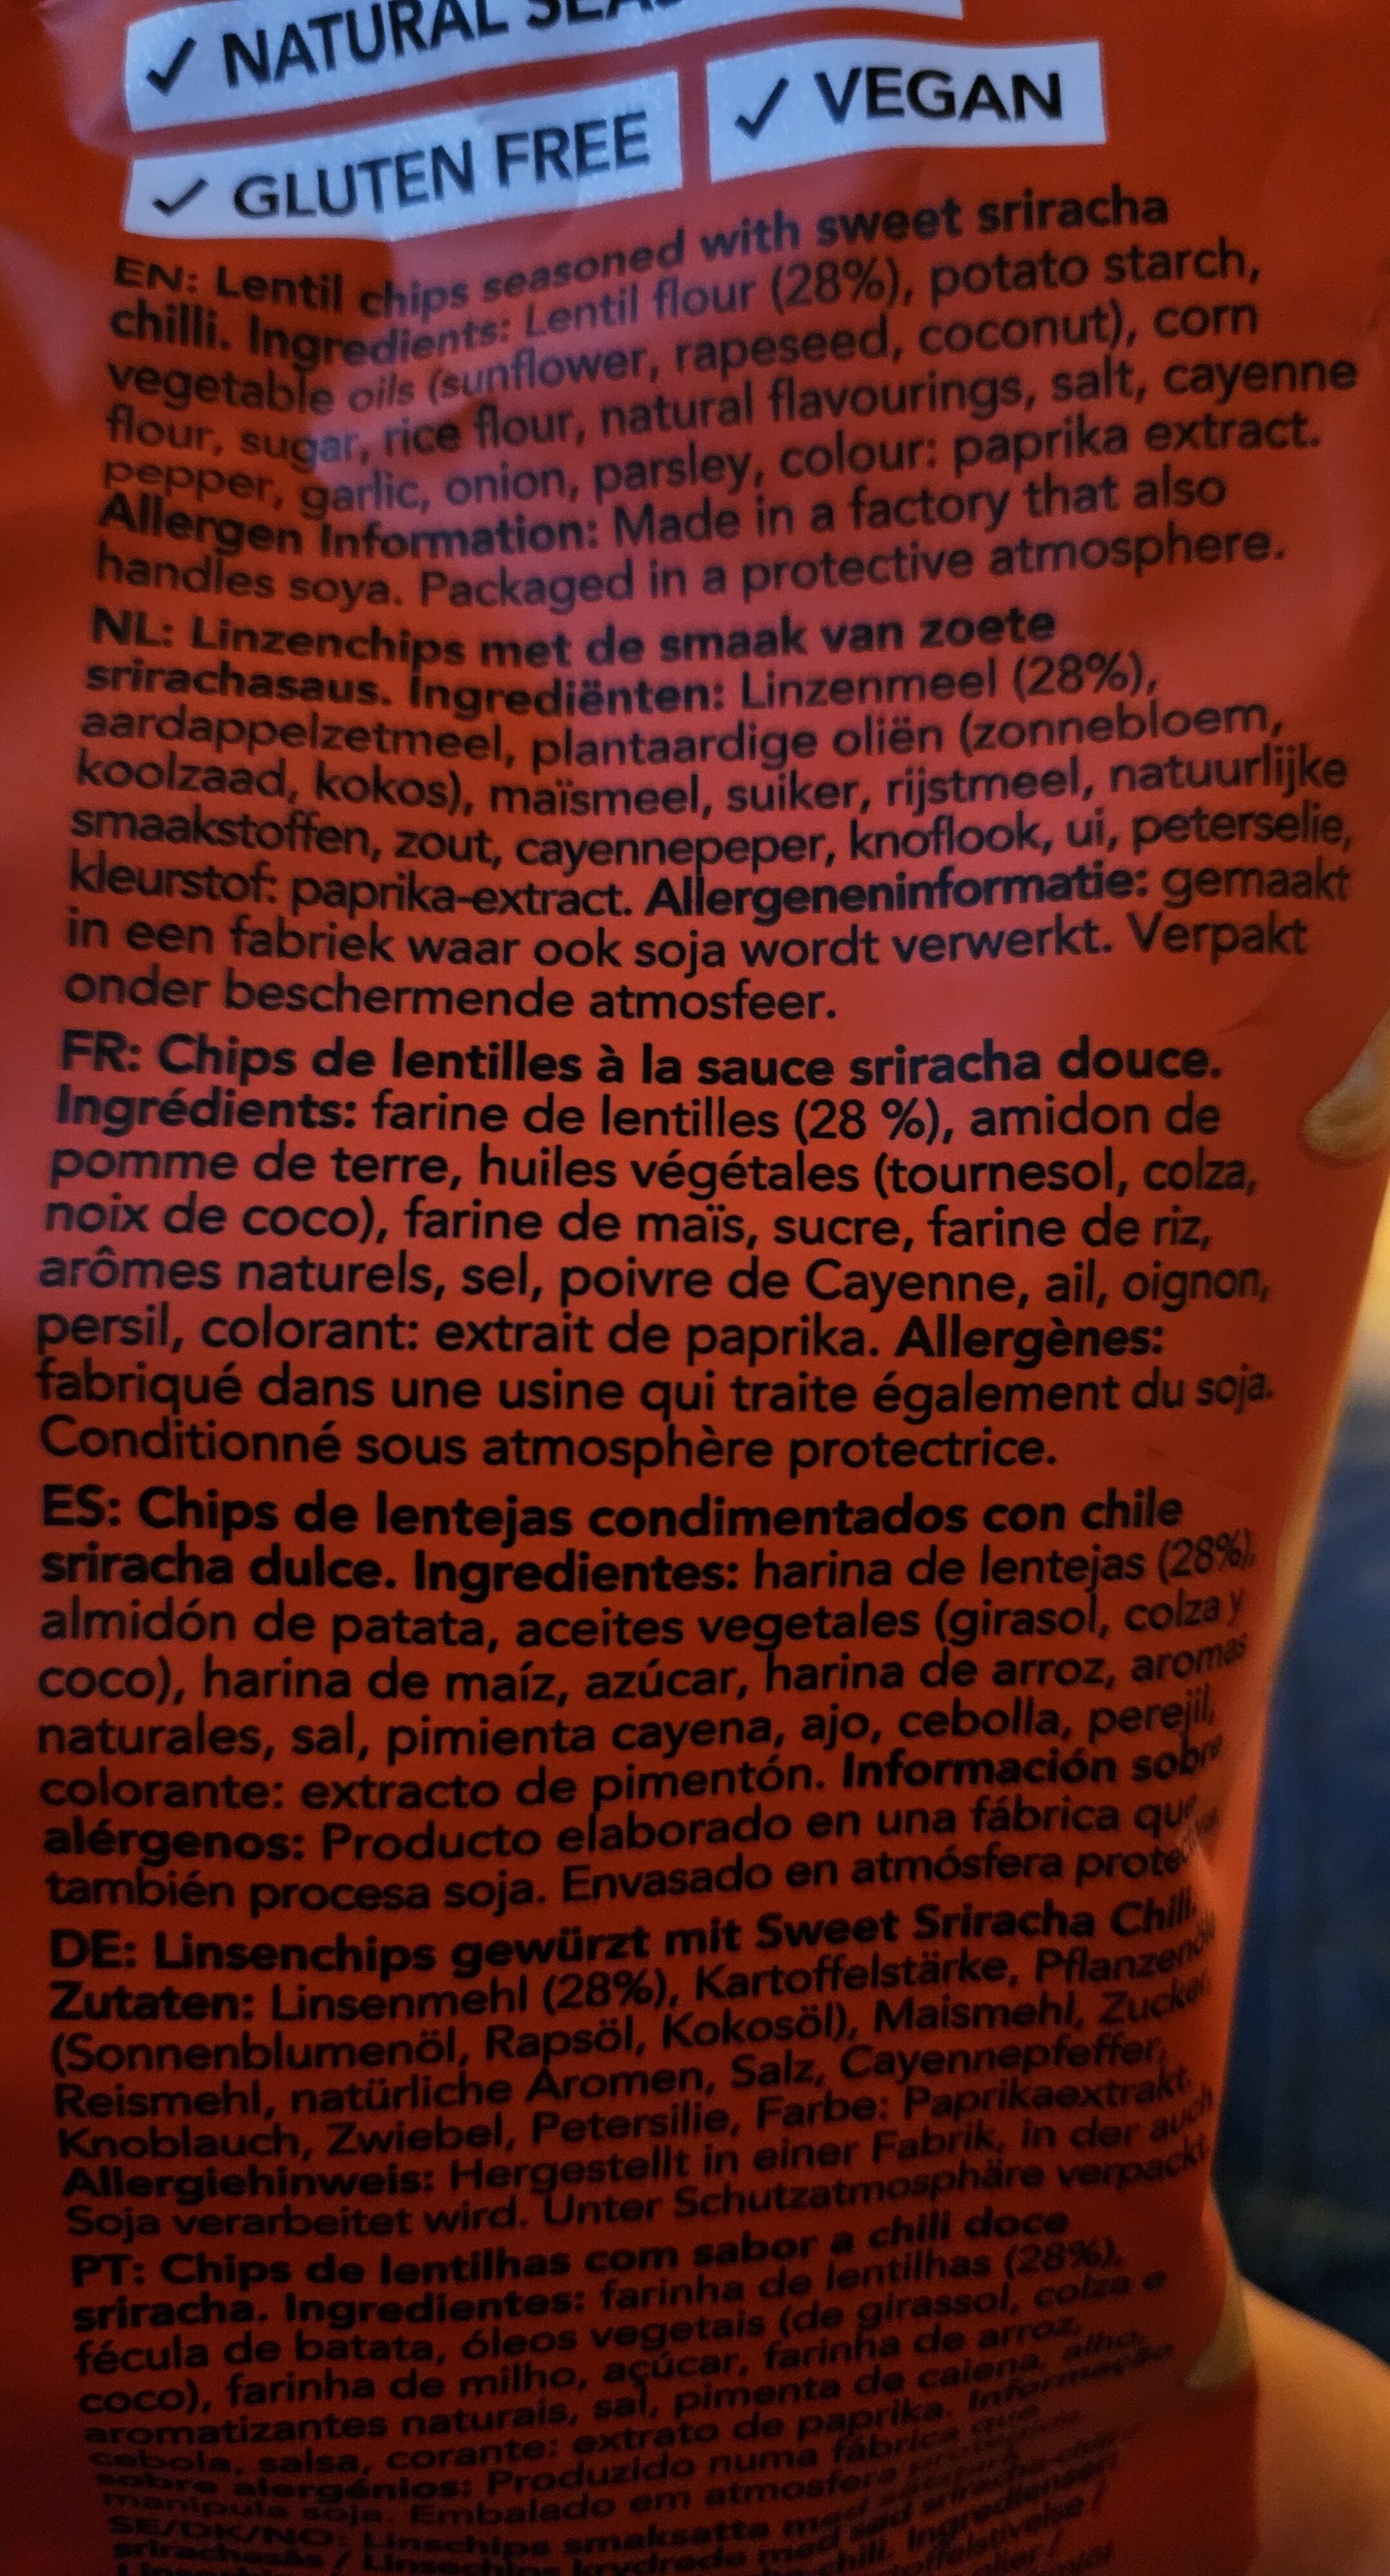 ✓ NATURAL
✓ GLUTEN FREE
✓ VEGAN
EN: Lentil chips seasoned with sweet sriracha
chilli. Ingredients: Lentil flour (28%), potato starch,
vegetable oils (sunflower, rapeseed, coconut), corn
flour, sugar, rice flour, natural flavourings, salt, cayenne
pepper, garlic, onion, parsley, colour: paprika extract.
Allergen Information: Made in a factory that also
handles soya. Packaged in a protective atmosphere.
NL: Linzenchips met de smaak van zoete
srirachasaus. Ingrediënten: Linzenmeel (28%),
aardappelzetmeel, plantaardige oliën (zonnebloem,
koolzaad, kokos), maïsmeel, suiker, rijstmeel, natuurlijke
smaakstoffen, zout, cayennepeper, knoflook, ui, peterselie,
kleurstof: paprika-extract. Allergeneninformatie: gemaakt
in een fabriek waar ook soja wordt verwerkt. Verpakt
onder beschermende atmosfeer.
FR: Chips de lentilles à la sauce sriracha douce.
Ingrédients: farine de lentilles (28 %), amidon de
pomme de terre, huiles végétales (tournesol, colza,
noix de coco), farine de maïs, sucre, farine de riz,
arômes naturels, sel, poivre de Cayenne, ail, oignon,
persil, colorant: extrait de paprika. Allergènes:
fabriqué dans une usine qui traite également du soja.
Conditionné sous atmosphère protectrice.
ES: Chips de lentejas condimentados con chile
sriracha dulce. Ingredientes: harina de lentejas (28%),
almidón de patata, aceites vegetales (girasol, colza y
coco), harina de maíz, azúcar, harina de arroz, aromas
naturales, sal, pimienta cayena, ajo, cebolla, perejil,
colorante: extracto de pimentón. Información sobre
alérgenos: Producto elaborado en una fábrica que
también procesa soja. Envasado en atmósfera
DE: Linsenchips gewürzt mit Sweet Sriracha Chili.
Zutaten: Linsenmehl (28%), Kartoffelstärke,
(Sonnenblumenöl, Rapsöl, Kokosöl), Maismehl, Zucker,
Reismehl, natürliche Aromen, Salz, Cayennepfeffer,
Knoblauch, Zwiebel, Petersilie, Farbe: Paprikaextrakt.
Allergiehinweis: Hergestellt in einer Fabrik, in der auch
Soja verarbeitet wird. Unter Schutzatmosphäre verpackt.
PT: Chips de lentilhas com sabor a chili doce
sriracha. Ingredientes: farinha de lentilhas (28%),
fécula de batata, óleos vegetais (de girassol, colza e
coco), farinha de milho, açúcar, farinha de arroz,
aromatizantes naturais, sal, pimenta de caiena, alho,
cebola, salsa, corante: extrato de paprika. Informação
sobre alergénios: Produzido numa fábrica que
manipula soja. Embalado em atmosfera
SE/DK/NO: Linschips smaksatta med